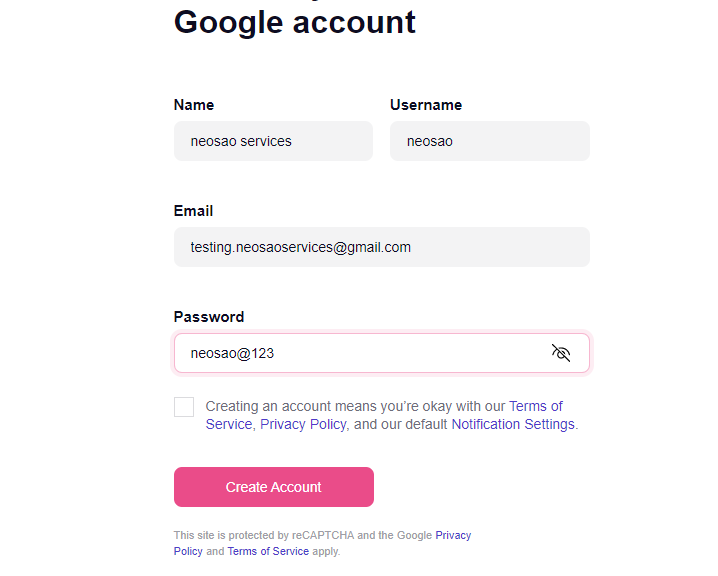 Google account
Name
Username
neosao services
neosao
Email
testing.neosaoservices@gmail.com
Password
neosao@123
Creating an account means you’re okay with our Terms of
Service, Privacy Policy, and our default Notification Settings.
Create Account
This site is protected by reCAPTCHA and the Google Privacy
Policy and Terms of Service apply.